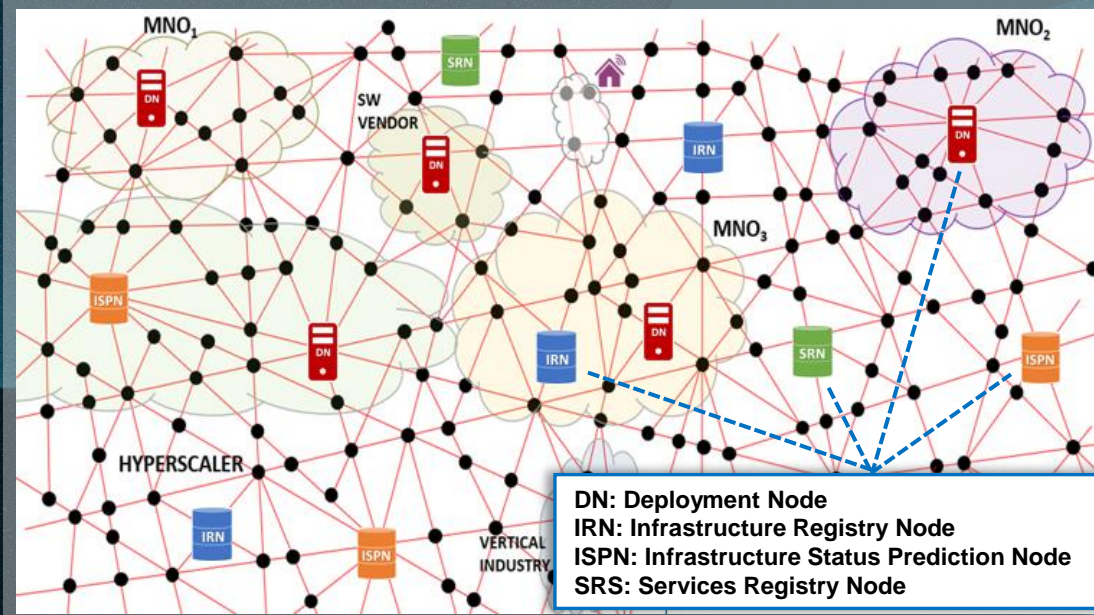 MNO₁
MNO₂
SRN
DN
SW
VENDOR
DN
IRN
DN
MNO₃
ISPN
DN
IRN
DN
SRN
ISPN
HYPERSCALER
IRN
ISPN
VERTICAL
INDUSTRY
DN: Deployment Node
IRN: Infrastructure Registry Node
ISPN: Infrastructure Status Prediction Node
SRS: Services Registry Node